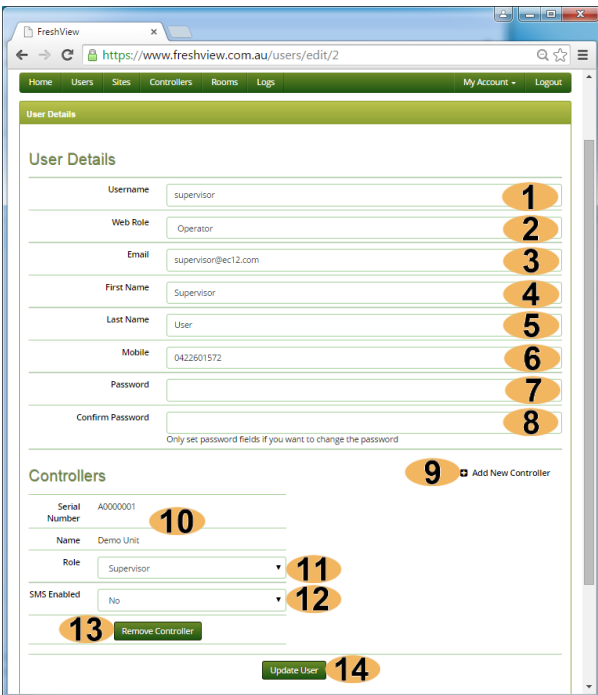 FreshView
https://www.freshview.com.au/users/edit/2
Home Users Sites Controllers Rooms Logs My Account Logout
User Details
User Details
Username supervisor 1
Web Role Operator 2
Email supervisor@ec12.com 3
First Name Supervisor 4
Last Name User 5
Mobile 0422601572 6
Password 7
Confirm Password 8
Only set password fields if you want to change the password
Controllers 9 Add New Controller
Serial Number A0000001 10
Name Demo Unit
Role Supervisor 11
SMS Enabled No 12
13 Remove Controller
Update User 14